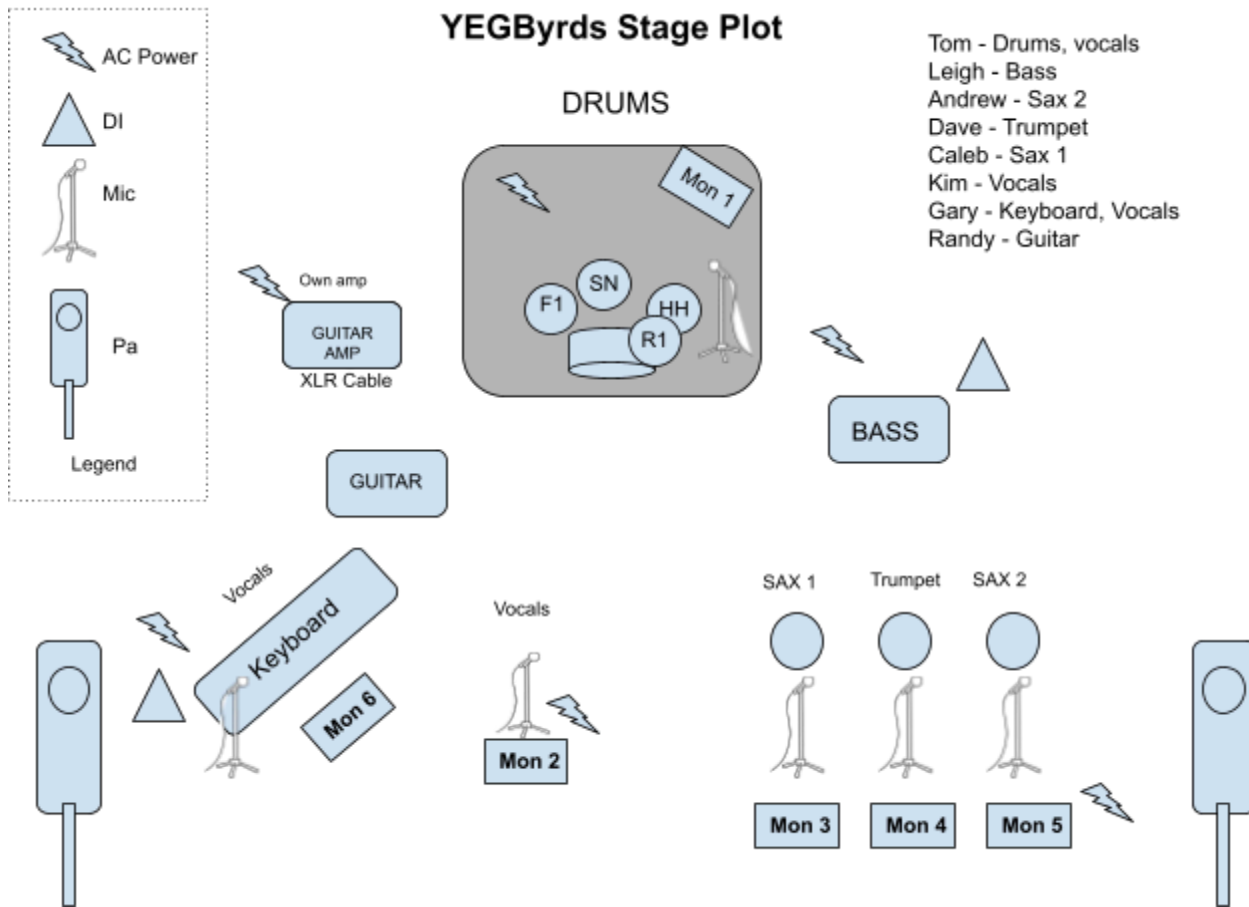 YEGByrds Stage Plot
AC Power
DI
Mic
Pa
Legend
Tom - Drums, vocals
Leigh - Bass
Andrew - Sax 2
Dave - Trumpet
Caleb - Sax 1
Kim - Vocals
Gary - Keyboard, Vocals
Randy - Guitar
DRUMS
Mon 1
SN
F1
HH
R1
Own amp
GUITAR
AMP
XLR Cable
BASS
GUITAR
Vocals
Keyboard
Mon 6
Vocals
Mon 2
SAX 1
Trumpet
SAX 2
Mon 3
Mon 4
Mon 5